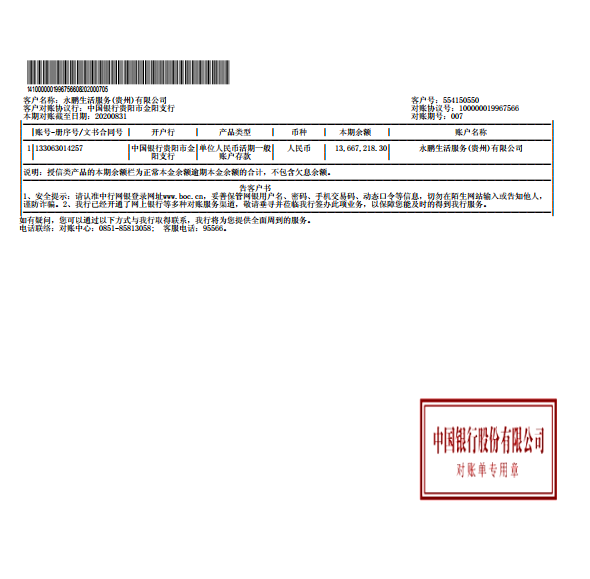 1410000001996756608202000705
客户名称：永鹏生活服务(贵州)有限公司 客户号：554150550
客户对账协议行：中国银行贵阳市金阳支行 对账协议号：100000019967566
本期对账截至日期：20200831 对账期号：007
账号-册序号/文书合同号 开户行 产品类型 币种 本期余额 账户名称
1 133063014257 中国银行贵阳市金阳支行 单位人民币活期一般账户存款 人民币 13,667,218.30 永鹏生活服务(贵州)有限公司
说明：授信类产品的本期余额栏为正常本金余额逾期本金余额的合计，不包含欠息余额。
告客户书
1、安全提示：请认准中行网银登录网址www.boc.cn，妥善保管网银用户名、密码、手机交易码、动态口令等信息，切勿在陌生网站输入或告知他人，
谨防诈骗。2、我行已经开通了网上银行等多种对账服务渠道，敬请垂寻并莅临我行签办此项业务，以保障您能及时的得到我行服务。
如有疑问，您可以通过以下方式与我行取得联系，我行将为您提供全面周到的服务。
电话联络：对账中心：0851-85813058； 客服电话：95566。
中国银行股份有限公司
对账单专用章